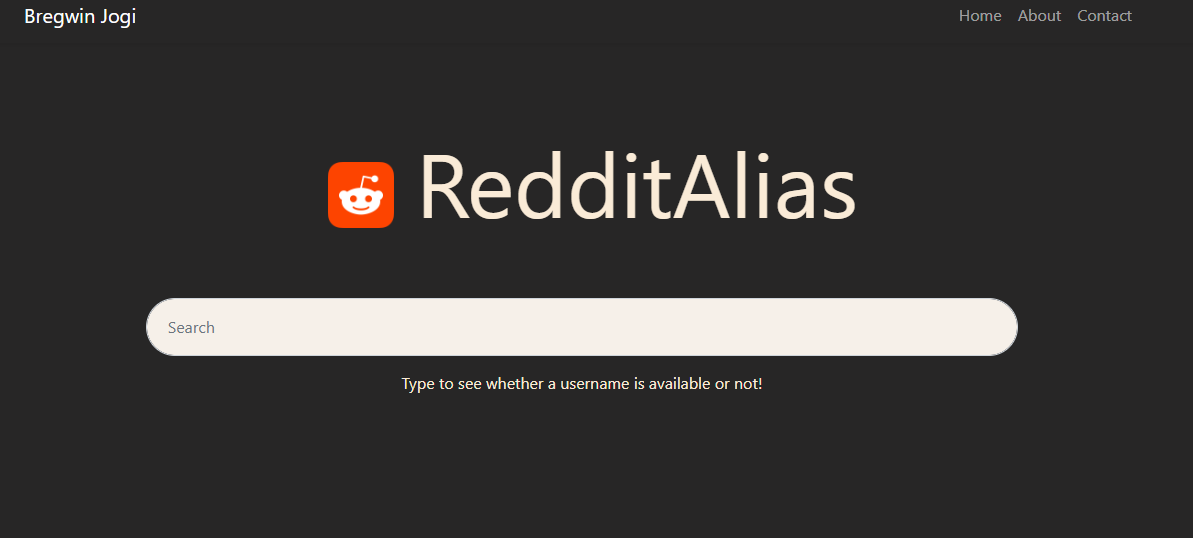 Bregwin Jogi Home About Contact
RedditAlias
Search
Type to see whether a username is available or not!